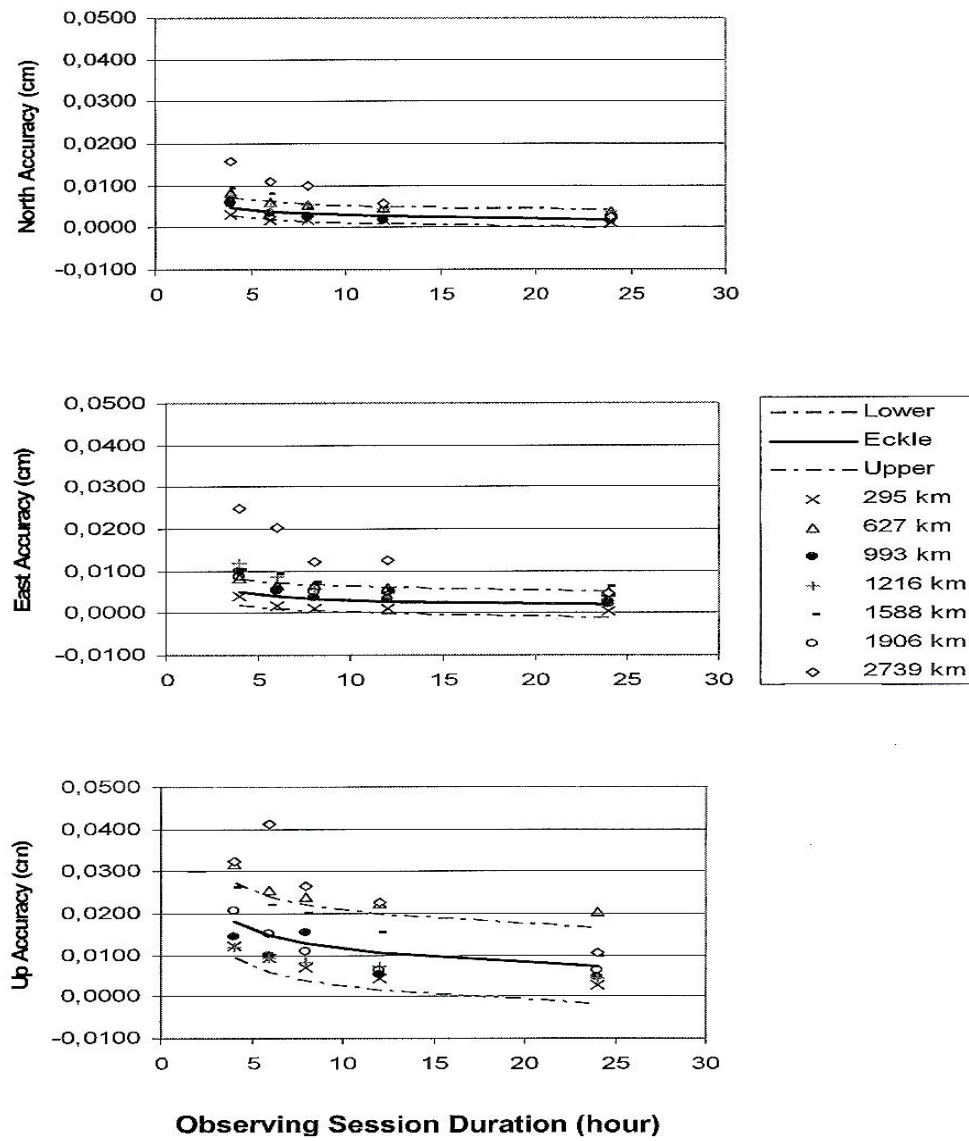 0,0500
0,0400
0,0300
0,0200
0,0100
0,0000
-0,0100
North Accuracy (cm)
0 5 10 15 20 25 30
0,0500
0,0400
0,0300
0,0200
0,0100
0,0000
-0,0100
East Accuracy (cm)
0 5 10 15 20 25 30
Lower
Eckle
Upper
295 km
627 km
993 km
1216 km
1588 km
1906 km
2739 km
0,0500
0,0400
0,0300
0,0200
0,0100
0,0000
-0,0100
Up Accuracy (cm)
0 5 10 15 20 25 30
Observing Session Duration (hour)